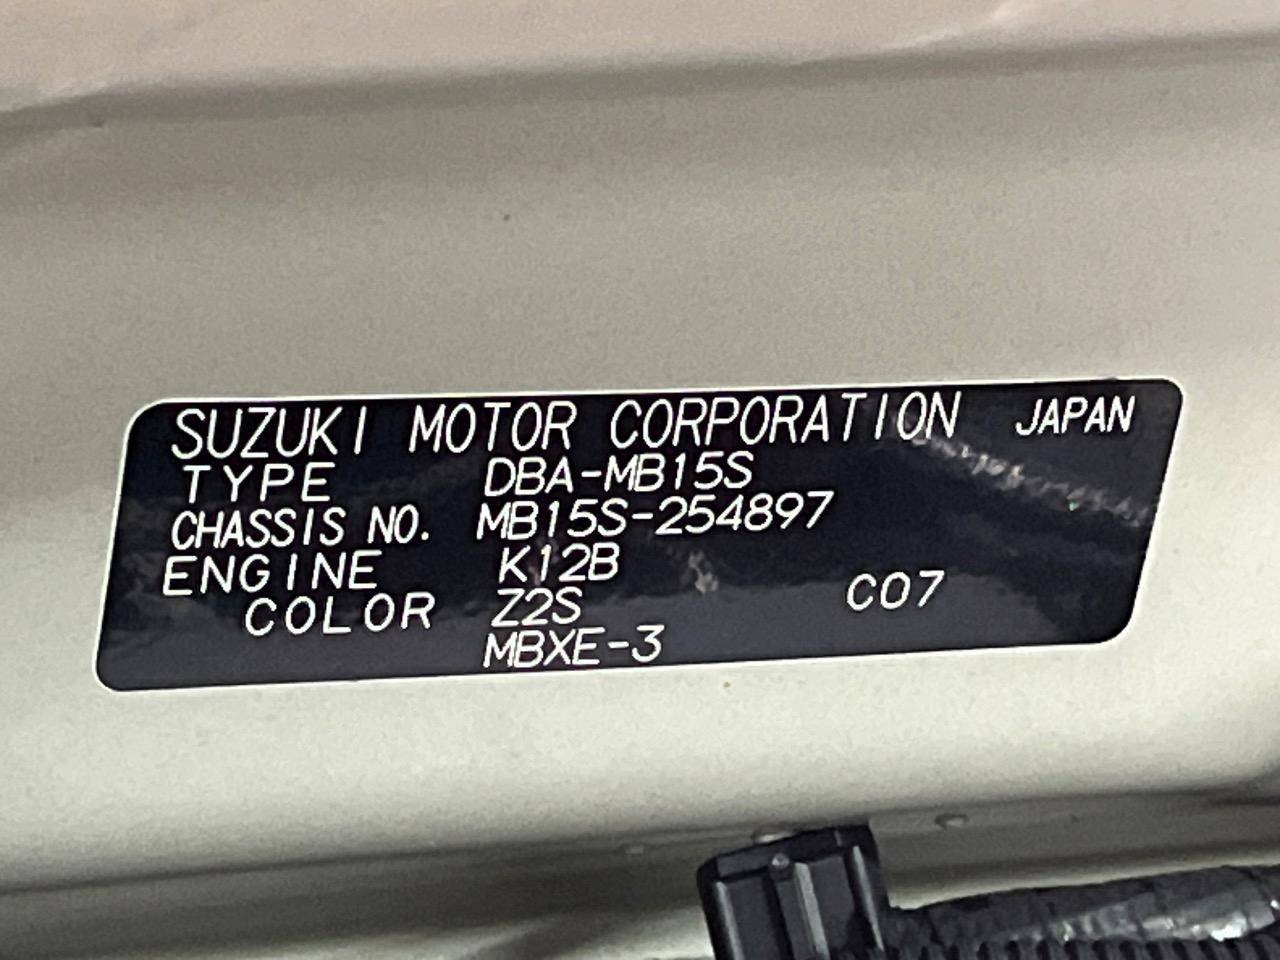 SUZUKI MOTOR CORPORATION JAPAN
TYPE DBA-MB15S
CHASSIS NO. MB15S-254897
ENGINE K12B
COLOR Z2S C07
MBXE-3